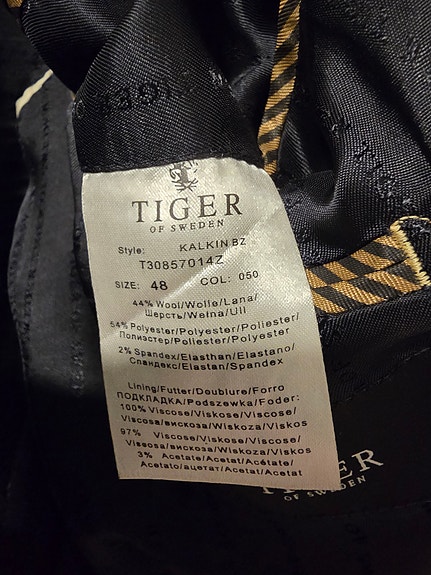 TIGER
OF SWEDEN
Style: KALKIN BZ
T30857014Z
SIZE: 48 COL: 050
44% Wool/Wolle/Lana/
Шерсть/Wełna/Ull
54% Polyester/Polyester/Poliester/
Полиэстер/Poliester/Polyester
2% Spandex/Elasthan/Elastano/
Спандекс/Elastan/Spandex
Lining/Futter/Doublure/Forro
ПОДКЛАДКА/Podszewka/Foder:
100% Viscose/Viskose/Viscose/
Viscosa/вискоза/Wiskoza/Viskos
97% Viscose/Viskose/Viscose/
Viscosa/вискоза/Wiskoza/Viskos
3% Acetate/Acetat/Acétate/
Acetato/ацетат/Acetat/Acetat
TIGER
OF SWEDEN